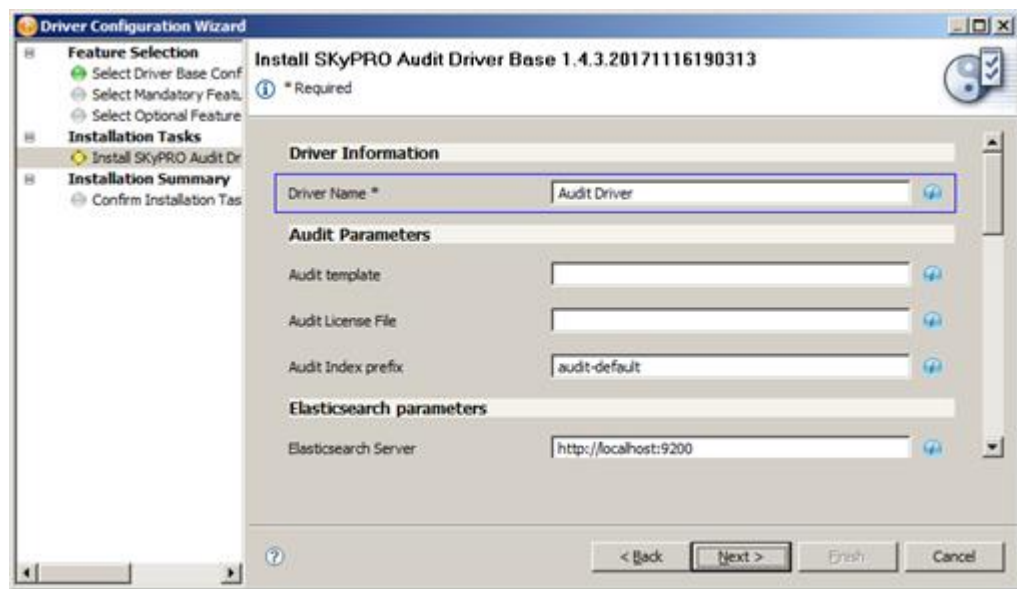 Driver Configuration Wizard
Feature Selection
Select Driver Base Conf
Select Mandatory Featu
Select Optional Feature
Installation Tasks
Install SKyPRO Audit Dr
Installation Summary
Confirm Installation Tas
Install SKyPRO Audit Driver Base 1.4.3.20171116190313
* Required
Driver Information
Driver Name * Audit Driver
Audit Parameters
Audit template
Audit License File
Audit Index prefix audit-default
Elasticsearch parameters
Elasticsearch Server http://localhost:9200
< Back Next > Finish Cancel